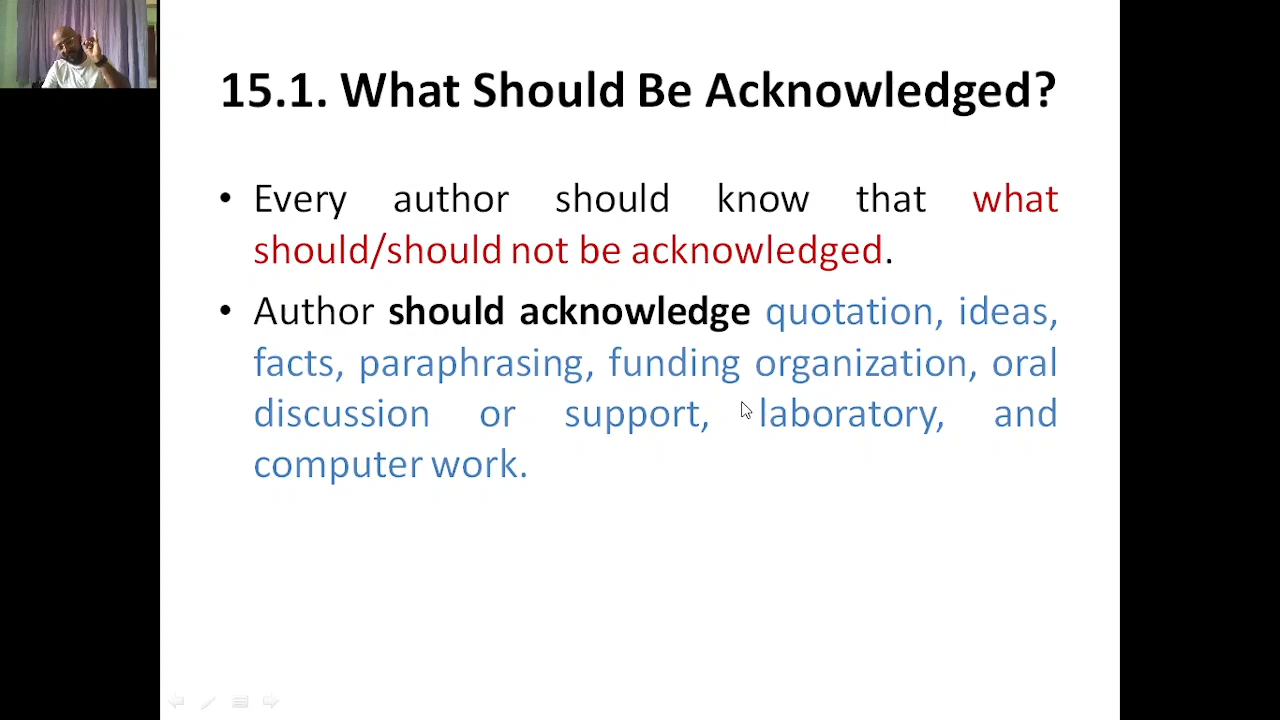 15.1. What Should Be Acknowledged?
• Every author should know that what
should/should not be acknowledged.
• Author should acknowledge quotation, ideas,
facts, paraphrasing, funding organization, oral
discussion or support, laboratory, and
computer work.